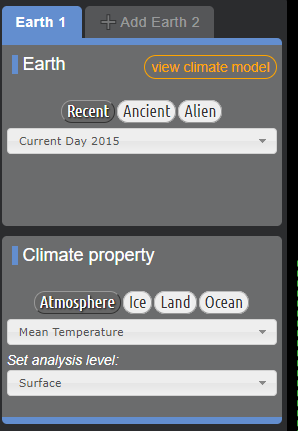 Earth 1 + Add Earth 2
Earth view climate model
Recent Ancient Alien
Current Day 2015
Climate property
Atmosphere Ice Land Ocean
Mean Temperature
Set analysis level:
Surface